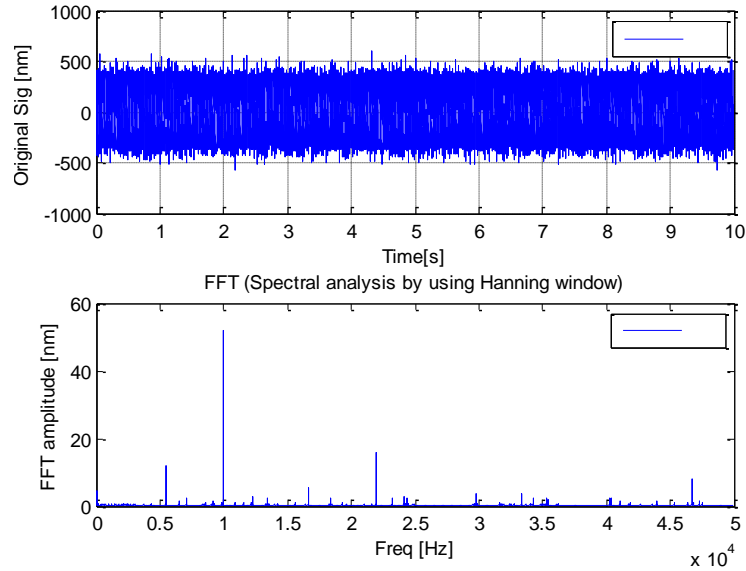 1000
500
0
-500
-1000
Original Sig [nm]
0 1 2 3 4 5 6 7 8 9 10
Time[s]
FFT (Spectral analysis by using Hanning window)
60
40
20
0
FFT amplitude [nm]
0 0.5 1 1.5 2 2.5 3 3.5 4 4.5 5
Freq [Hz]
x 10^4